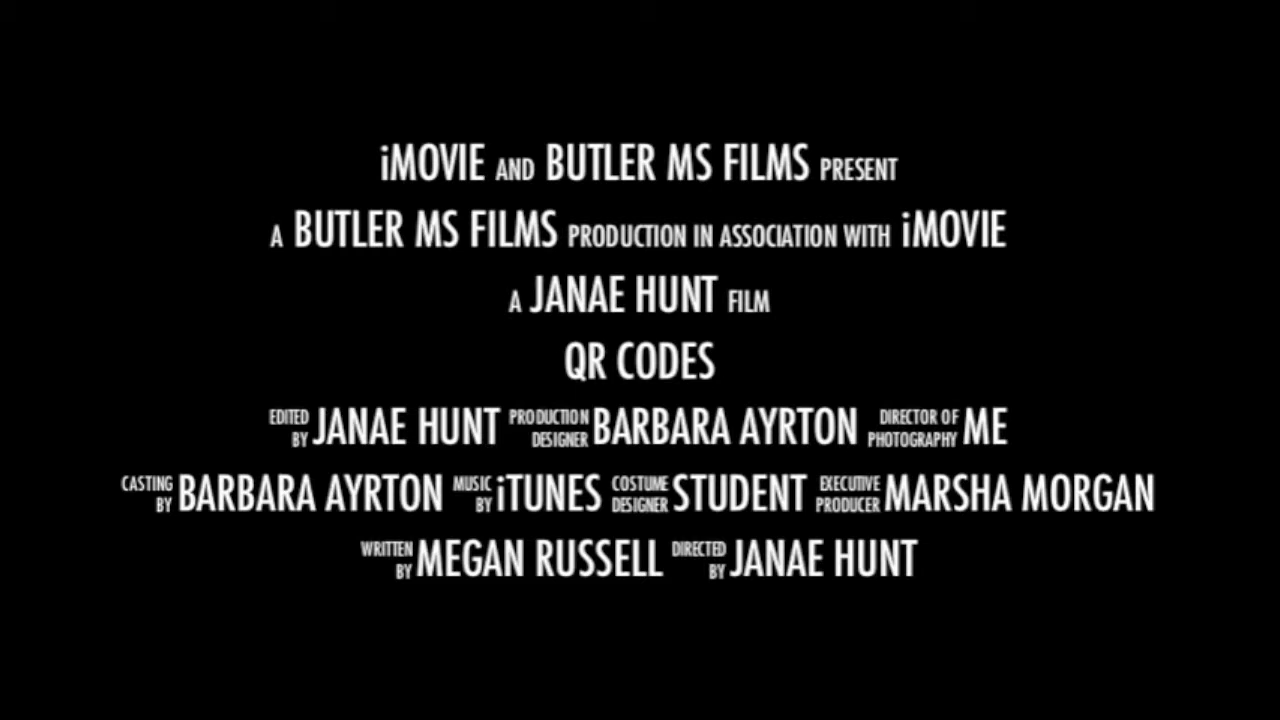 iMOVIE AND BUTLER MS FILMS PRESENT
A BUTLER MS FILMS PRODUCTION IN ASSOCIATION WITH iMOVIE
A JANAE HUNT FILM
QR CODES
EDITED BY JANAE HUNT PRODUCTION DESIGNER BARBARA AYRTON DIRECTOR OF PHOTOGRAPHY ME
CASTING BY BARBARA AYRTON MUSIC BY iTUNES COSTUME DESIGNER STUDENT EXECUTIVE PRODUCER MARSHA MORGAN
WRITTEN BY MEGAN RUSSELL DIRECTED BY JANAE HUNT